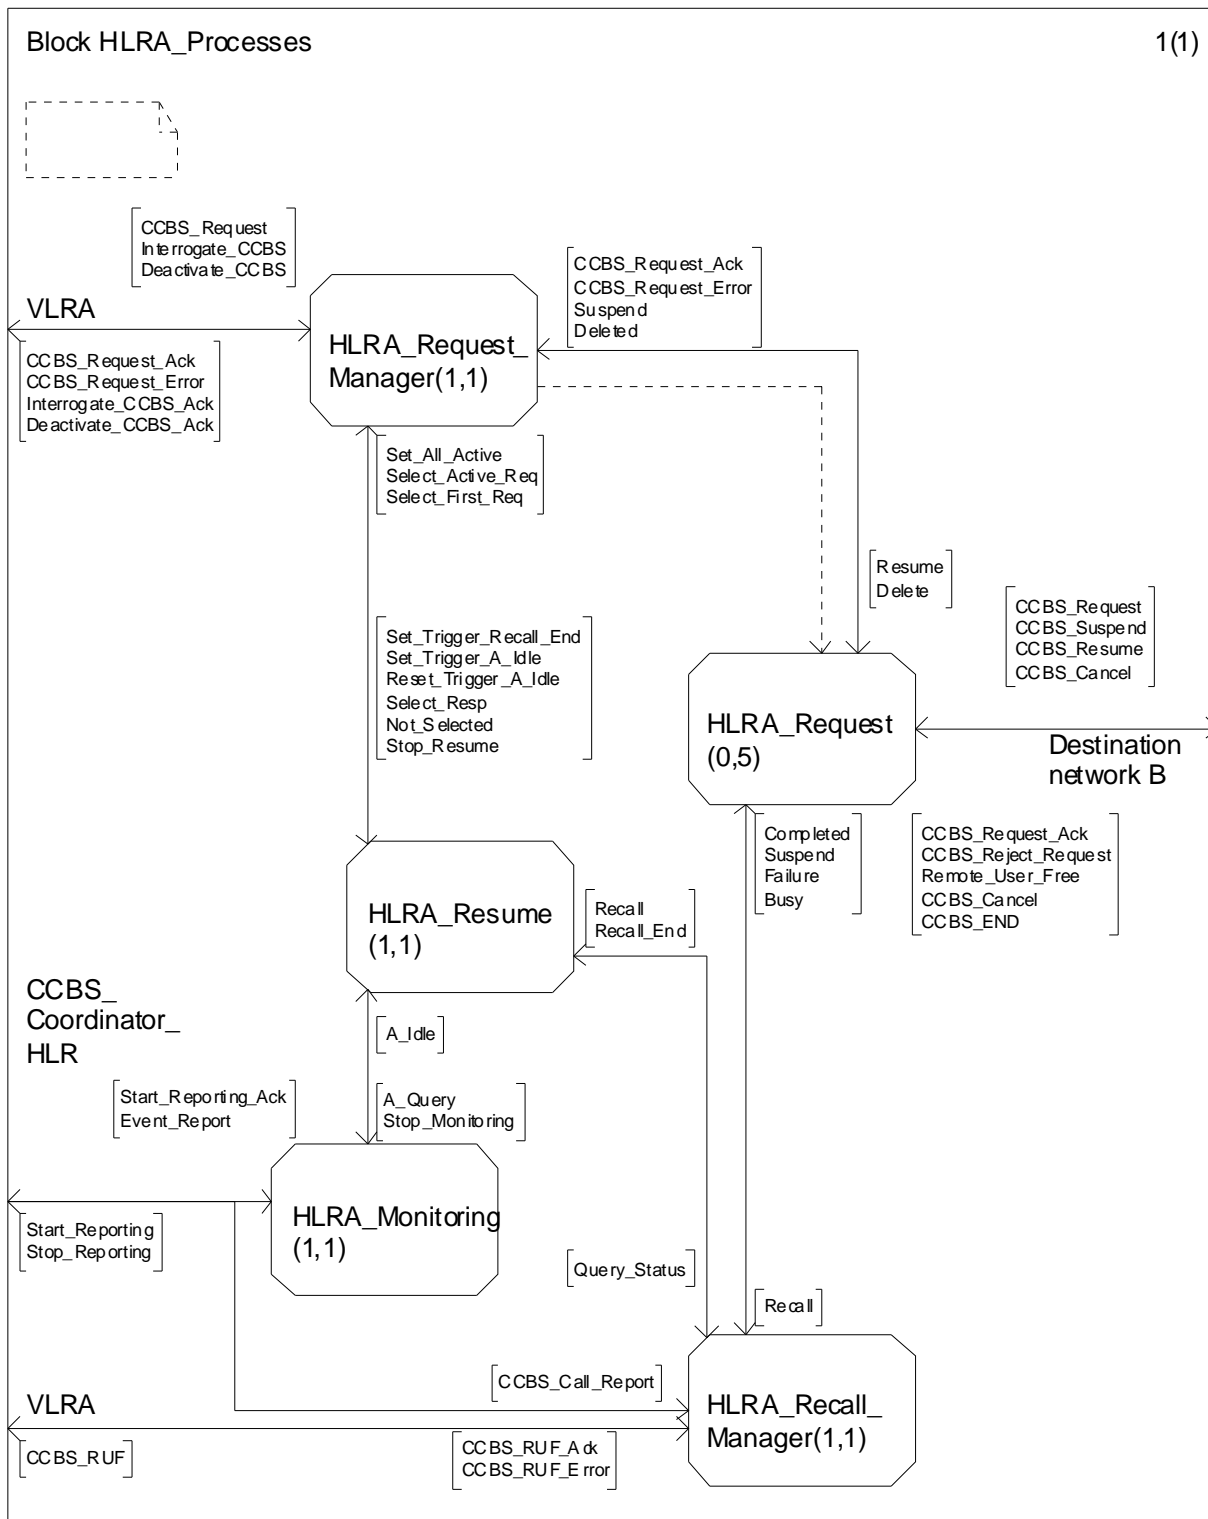 Block HLRA_Processes
1(1)
CCBS_Request
Interrogate_CCBS
Deactivate_CCBS
CCBS_Request_Ack
CCBS_Request_Error
Suspend
Deleted
VLRA
HLRA_Request_
Manager(1,1)
CCBS_Request_Ack
CCBS_Request_Error
Interrogate_CCBS_Ack
Deactivate_CCBS_Ack
Set_All_Active
Select_Active_Req
Select_First_Req
Resume
Delete
CCBS_Request
CCBS_Suspend
CCBS_Resume
CCBS_Cancel
Set_Trigger_Recall_End
Set_Trigger_A_Idle
Reset_Trigger_A_Idle
Select_Resp
Not_Selected
Stop_Resume
HLRA_Request
(0,5)
Destination
network B
Completed
Suspend
Failure
Busy
CCBS_Request_Ack
CCBS_Reject_Request
Remote_User_Free
CCBS_Cancel
CCBS_END
HLRA_Resume
(1,1)
Recall
Recall_End
CCBS_
Coordinator_
HLR
A_Idle
Start_Reporting_Ack
Event_Report
A_Query
Stop_Monitoring
HLRA_Monitoring
(1,1)
Start_Reporting
Stop_Reporting
Query_Status
Recall
CCBS_Call_Report
VLRA
HLRA_Recall_
Manager(1,1)
CCBS_RUF
CCBS_RUF_Ack
CCBS_RUF_Error